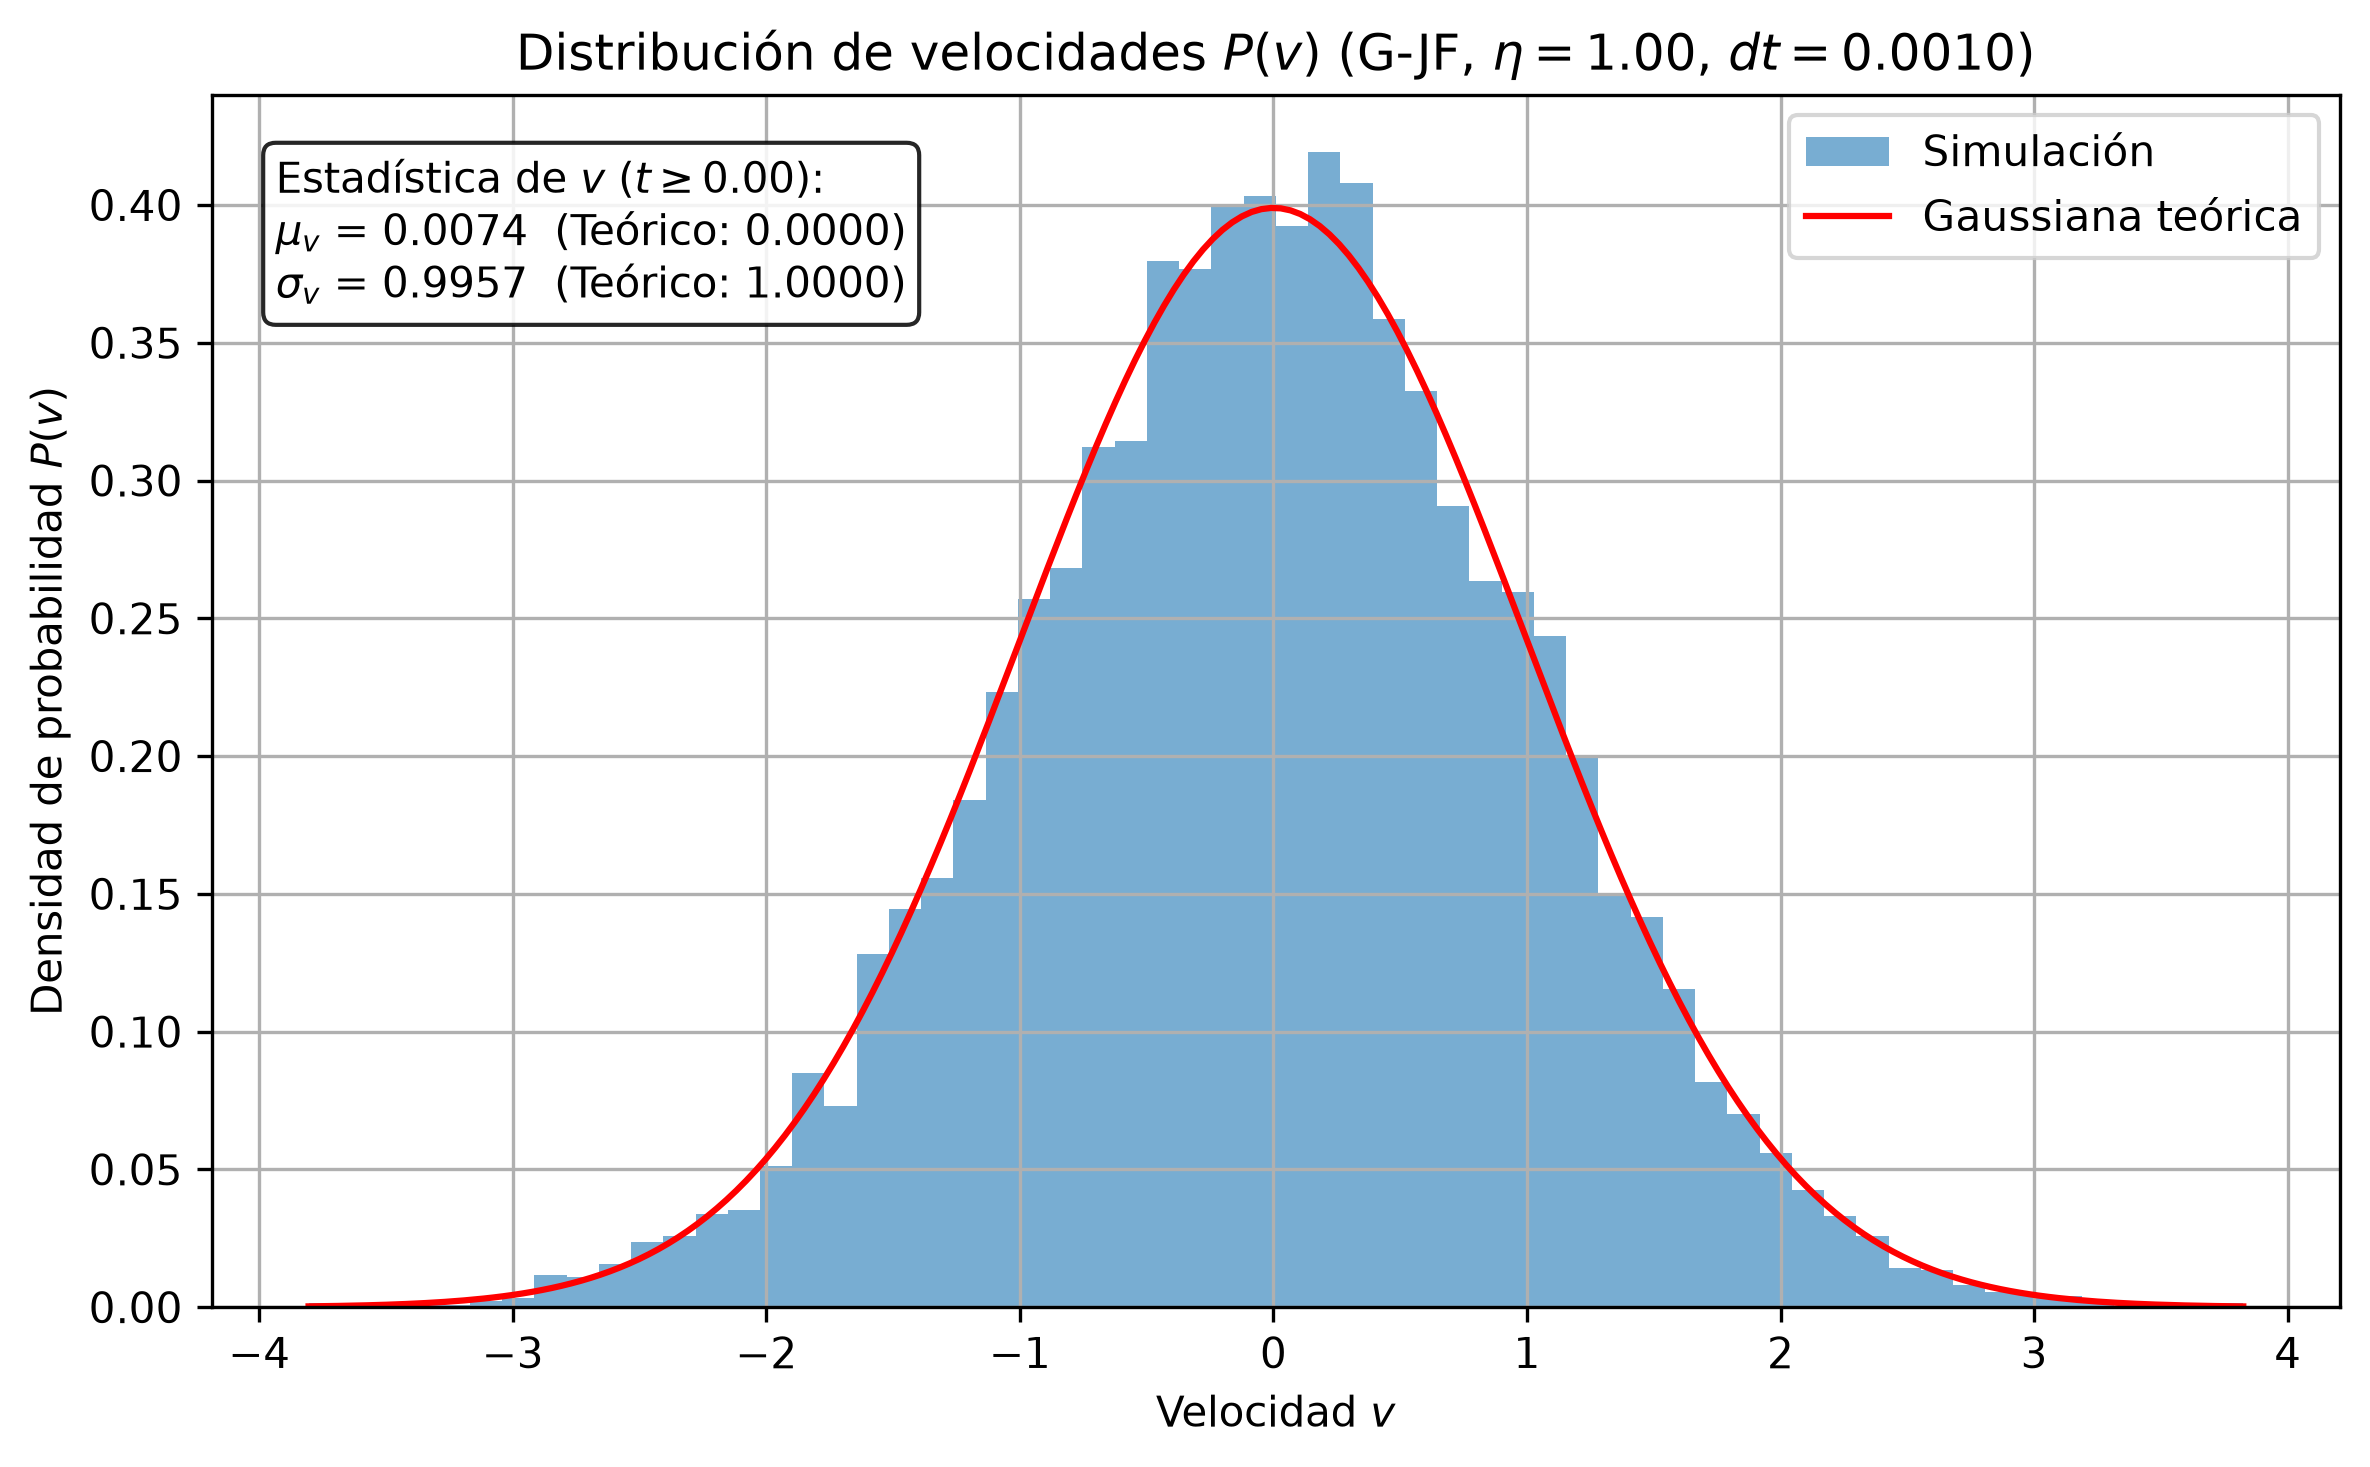 Distribución de velocidades P(v) (G-JF, η = 1.00, dt = 0.0010)
Estadística de v (t ≥ 0.00):
μv = 0.0074 (Teórico: 0.0000)
σv = 0.9957 (Teórico: 1.0000)
Simulación
Gaussiana teórica
Densidad de probabilidad P(v)
0.40
0.35
0.30
0.25
0.20
0.15
0.10
0.05
0.00
−4 −3 −2 −1 0 1 2 3 4
Velocidad v